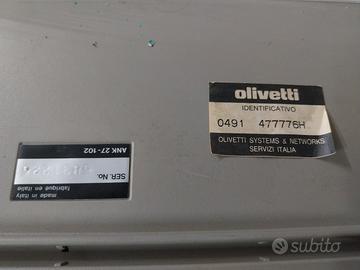 olivetti
IDENTIFICATIVO
0491 477776H
OLIVETTI SYSTEMS & NETWORKS
SERVIZI ITALIA
ANK 27-102
SER. No.
made in italy
fabriqué en italie
subito